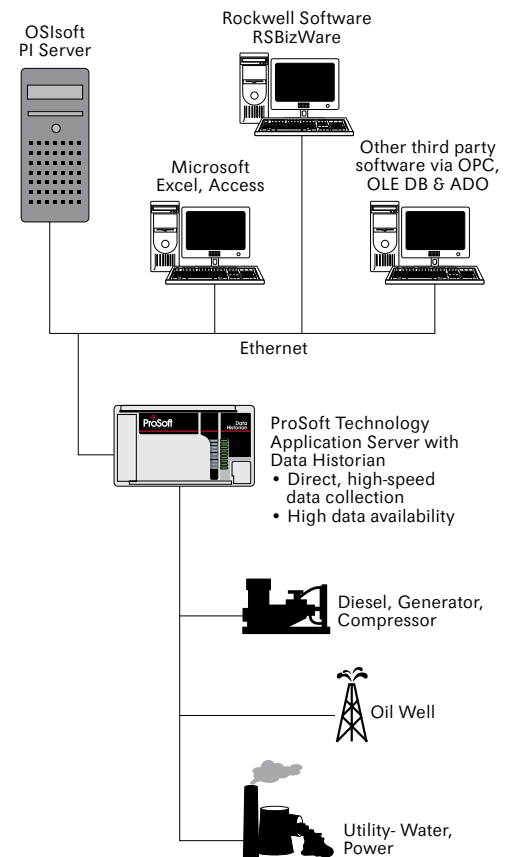 OSIsoft
PI Server
Rockwell Software
RSBizWare
Microsoft
Excel, Access
Other third party
software via OPC,
OLE DB & ADO
Ethernet
ProSoft
Data
Historian
ProSoft Technology
Application Server with
Data Historian
• Direct, high-speed
data collection
• High data availability
Diesel, Generator,
Compressor
Oil Well
Utility- Water,
Power